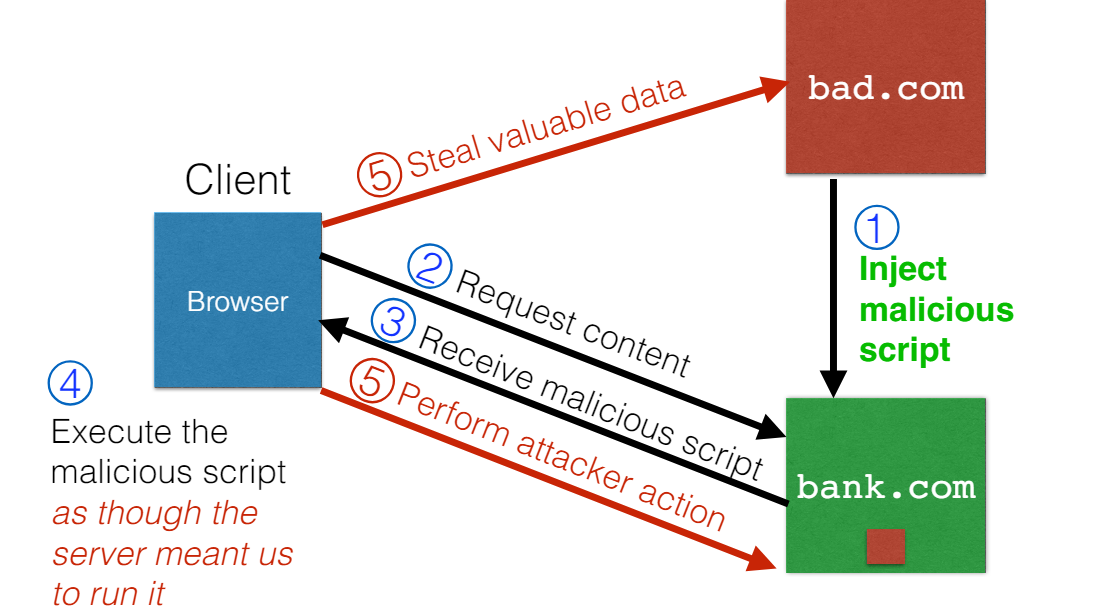 bad.com
⑤ Steal valuable data
Client
① 
Inject
malicious
script
② Request content
Browser
③ Receive malicious script
④
⑤ Perform attacker action
Execute the
malicious script
as though the
server meant us
to run it
bank.com